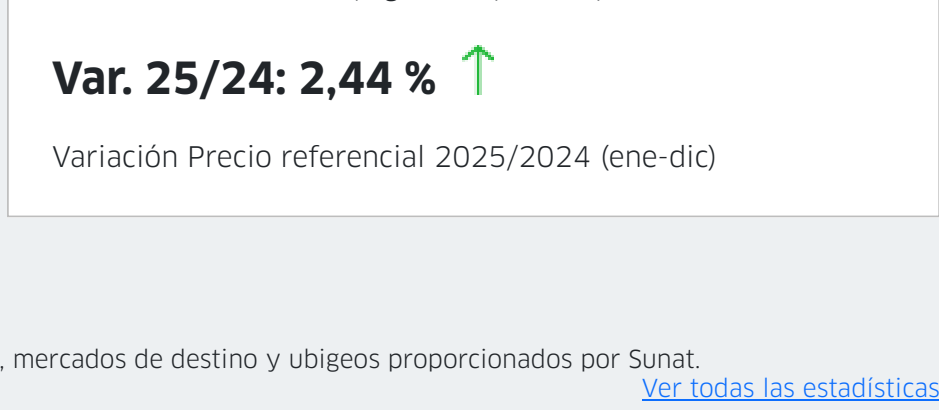 Var. 25/24: 2,44 %
Variación Precio referencial 2025/2024 (ene-dic)
, mercados de destino y ubigeos proporcionados por Sunat.
Ver todas las estadísticas